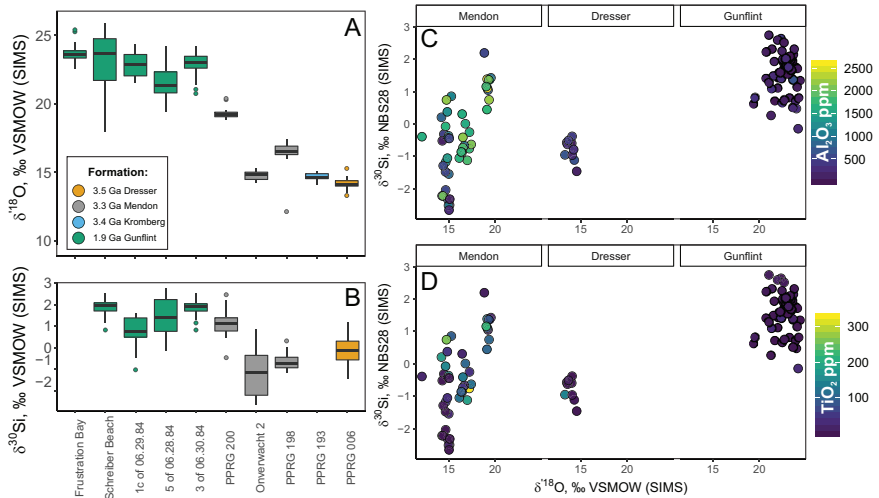 A
δ'18O, ‰ VSMOW (SIMS)
25
20
15
10
Formation:
3.5 Ga Dresser
3.3 Ga Mendon
3.4 Ga Kromberg
1.9 Ga Gunflint
B
δ30Si, ‰ VSMOW (SIMS)
3
2
1
0
−1
−2
Frustration Bay
Schreiber Beach
1c of 06.29.84
5 of 06.28.84
3 of 06.30.84
PPRG 200
Onverwacht 2
PPRG 198
PPRG 193
PPRG 006
C
Mendon
Dresser
Gunflint
δ30Si, ‰ NBS28 (SIMS)
3
2
1
0
-1
-2
15
20
15
20
15
20
Al2O3 ppm
2500
2000
1500
1000
500
D
Mendon
Dresser
Gunflint
δ30Si, ‰ NBS28 (SIMS)
3
2
1
0
-1
-2
15
20
15
20
15
20
δ'18O, ‰ VSMOW (SIMS)
TiO2 ppm
300
200
100